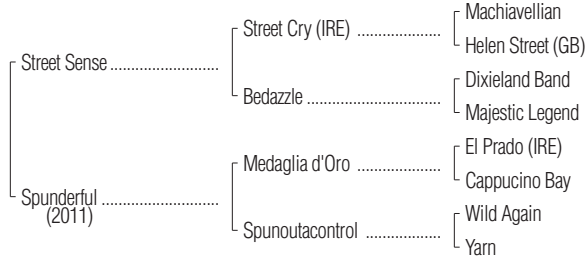 Machiavellian
Street Cry (IRE) ..................
Helen Street (GB)
Street Sense ........................
Dixieland Band
Bedazzle .............................
Majestic Legend
El Prado (IRE)
Medaglia d'Oro ..................
Cappucino Bay
Spunderful ..........................
(2011)
Wild Again
Spunoutacontrol ................
Yarn